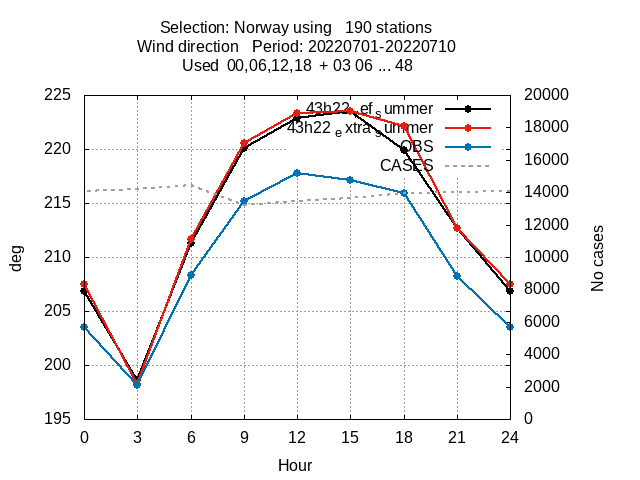 Selection: Norway using   190 stations
Wind direction   Period: 20220701-20220710
Used  00,06,12,18  + 03 06 ... 48
225
220
215
210
205
200
195
20000
18000
16000
14000
12000
10000
8000
6000
4000
2000
0
43h22_ref_summer
43h22_extra_summer
OBS
CASES
deg
No cases
0 3 6 9 12 15 18 21 24
Hour